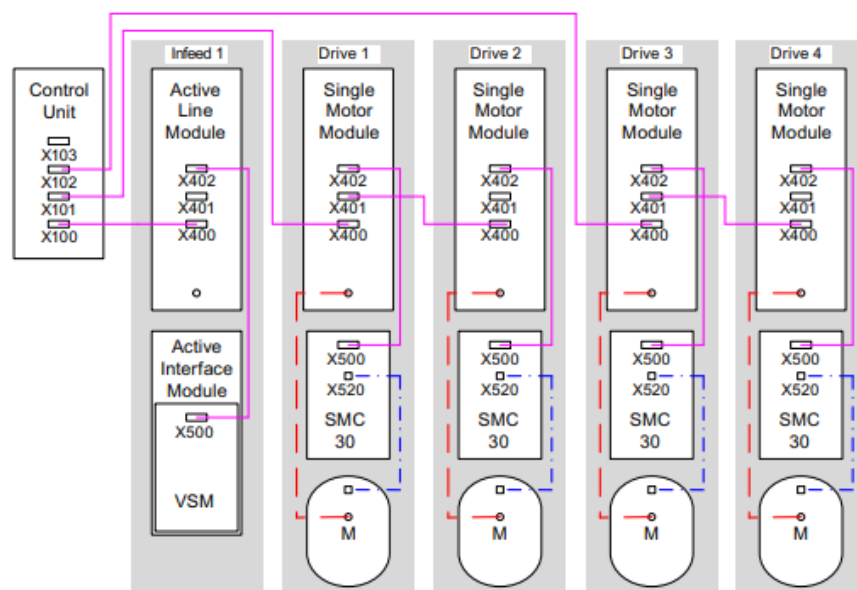 Infeed 1
Drive 1
Drive 2
Drive 3
Drive 4
Control
Unit
X103
X102
X101
X100
Active
Line
Module
X402
X401
X400
Single
Motor
Module
X402
X401
X400
Single
Motor
Module
X402
X401
X400
Single
Motor
Module
X402
X401
X400
Single
Motor
Module
X402
X401
X400
Active
Interface
Module
X500
VSM
X500
X520
SMC
30
M
X500
X520
SMC
30
M
X500
X520
SMC
30
M
X500
X520
SMC
30
M